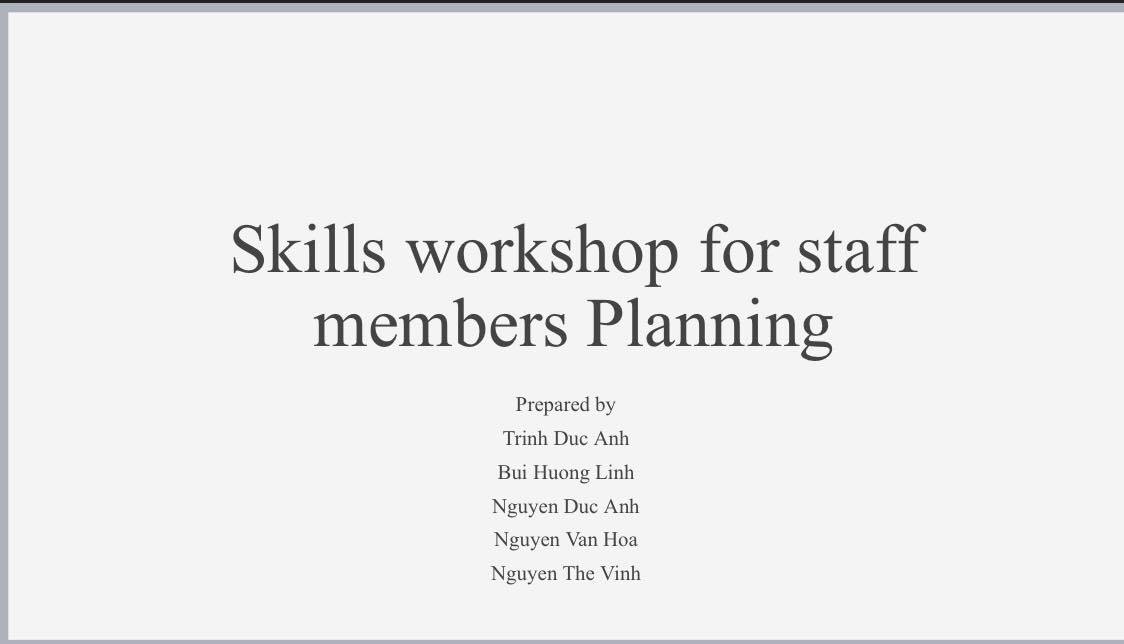 Skills workshop for staff
members Planning
Prepared by
Trinh Duc Anh
Bui Huong Linh
Nguyen Duc Anh
Nguyen Van Hoa
Nguyen The Vinh